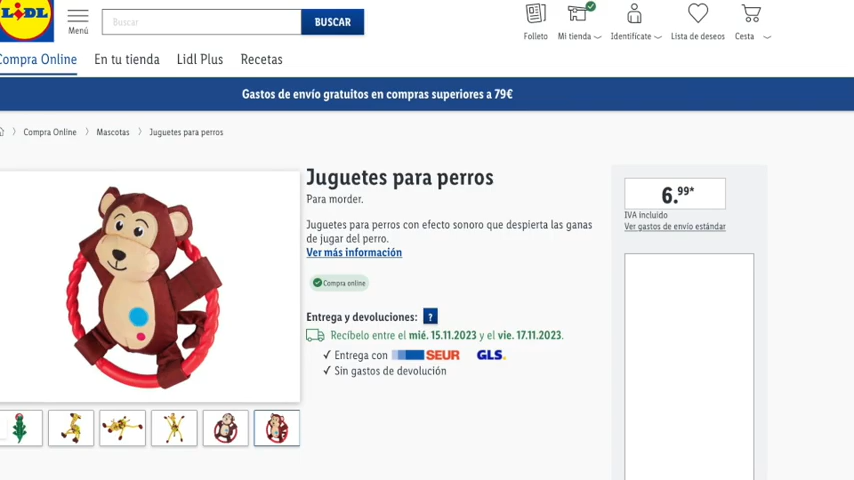 LIDL
Menú
Buscar
BUSCAR
Folleto
Mi tienda
Identifícate
Lista de deseos
Cesta
Compra Online
En tu tienda
Lidl Plus
Recetas
Gastos de envío gratuitos en compras superiores a 79€
Compra Online
Mascotas
Juguetes para perros
Juguetes para perros
Para morder.
Juguetes para perros con efecto sonoro que despierta las ganas
de jugar del perro.
Ver más información
Compra online
Entrega y devoluciones: ?
Recíbelo entre el mié. 15.11.2023 y el vie. 17.11.2023.
✓ Entrega con SEUR GLS.
✓ Sin gastos de devolución
6.99*
IVA incluido
Ver gastos de envío estándar